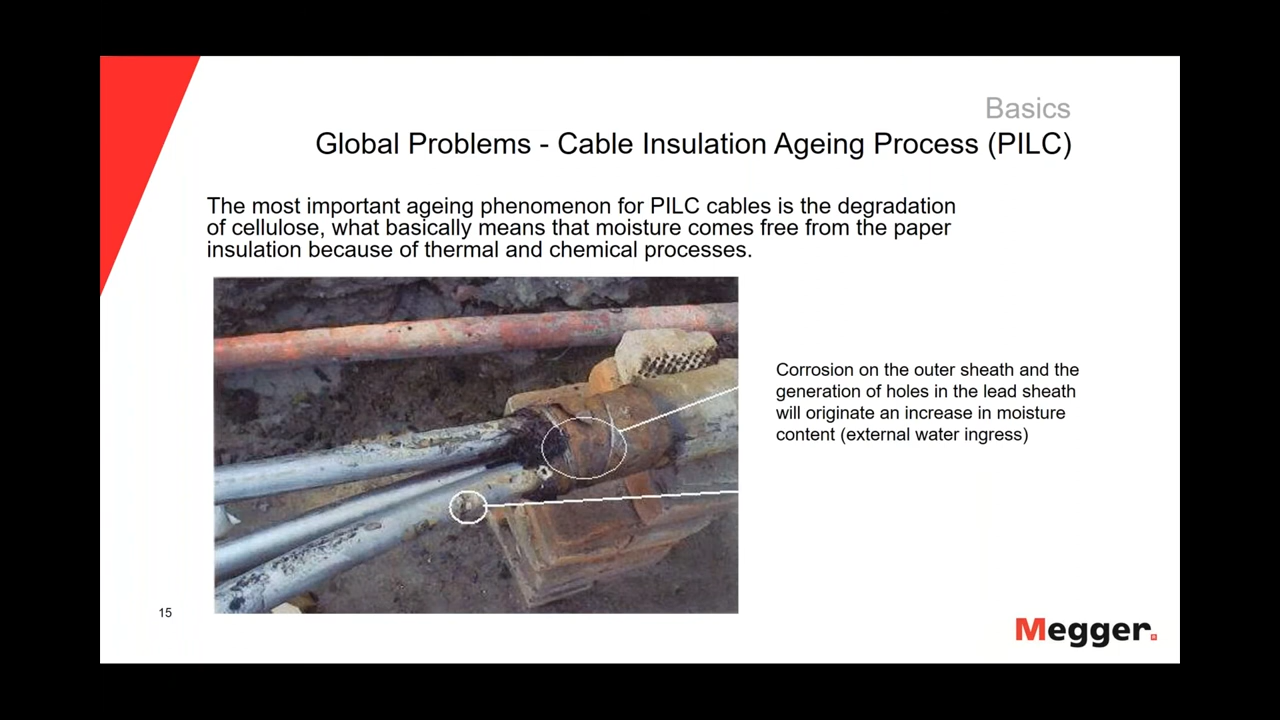 Basics
Global Problems - Cable Insulation Ageing Process (PILC)
The most important ageing phenomenon for PILC cables is the degradation
of cellulose, what basically means that moisture comes free from the paper
insulation because of thermal and chemical processes.
Corrosion on the outer sheath and the
generation of holes in the lead sheath
will originate an increase in moisture
content (external water ingress)
15
Megger.